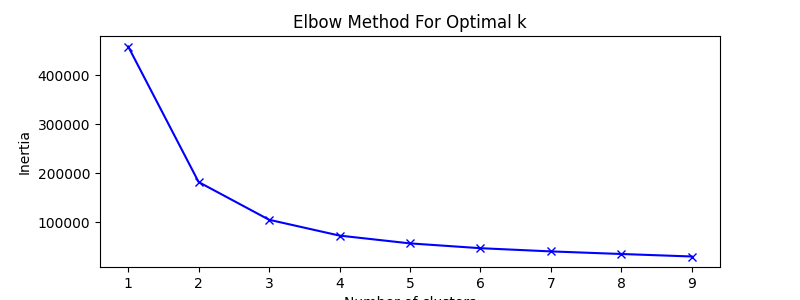 Elbow Method For Optimal k
Inertia
400000
300000
200000
100000
1 2 3 4 5 6 7 8 9
Number of clusters